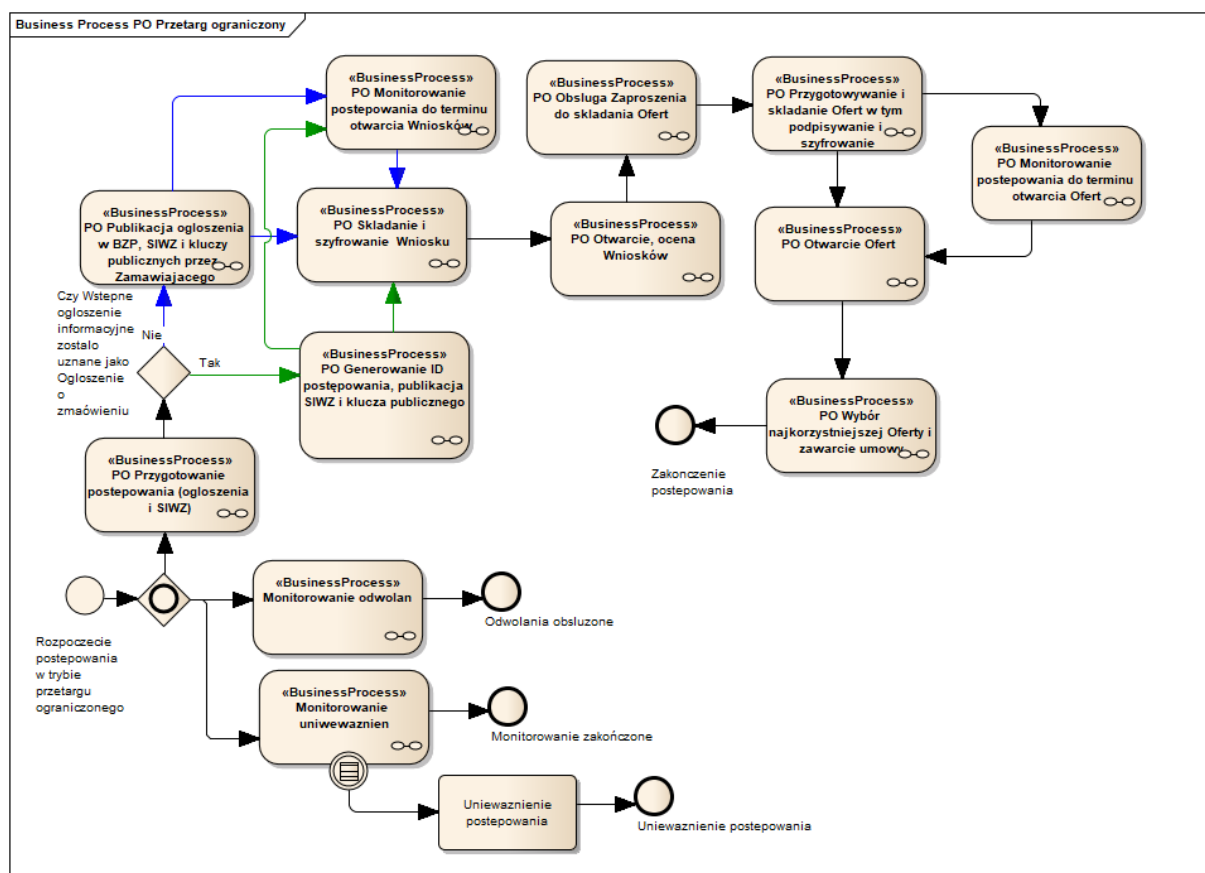 Business Process PO Przetarg ograniczony
«BusinessProcess»
PO Monitorowanie
postepowania do terminu
otwarcia Wniosków
«BusinessProcess»
PO Obsluga Zaproszenia
do skladania Ofert
«BusinessProcess»
PO Przygotowywanie i
skladanie Ofert w tym
podpisywanie i
szyfrowanie
«BusinessProcess»
PO Monitorowanie
postepowania do terminu
otwarcia Ofert
«BusinessProcess»
PO Publikacja ogloszenia
w BZP, SIWZ i kluczy
publicznych przez
Zamawiajacego
«BusinessProcess»
PO Skladanie i
szyfrowanie Wniosku
«BusinessProcess»
PO Otwarcie, ocena
Wniosków
«BusinessProcess»
PO Otwarcie Ofert
Czy Wstepne
ogloszenie
informacyjne
zostalo
uznane jako
Ogloszenie
o
zmaówieniu
Nie
Tak
«BusinessProcess»
PO Generowanie ID
postępowania, publikacja
SIWZ i klucza publicznego
«BusinessProcess»
PO Wybór
najkorzystniejszej Oferty i
zawarcie umowy
Zakonczenie
postepowania
«BusinessProcess»
PO Przygotowanie
postepowania (ogloszenia
i SIWZ)
Rozpoczecie
postepowania
w trybie
przetargu
ograniczonego
«BusinessProcess»
Monitorowanie odwolan
Odwolania obsluzone
«BusinessProcess»
Monitorowanie
uniwewaznien
Monitorowanie zakończone
Uniewaznienie
postepowania
Uniewaznienie postepowania